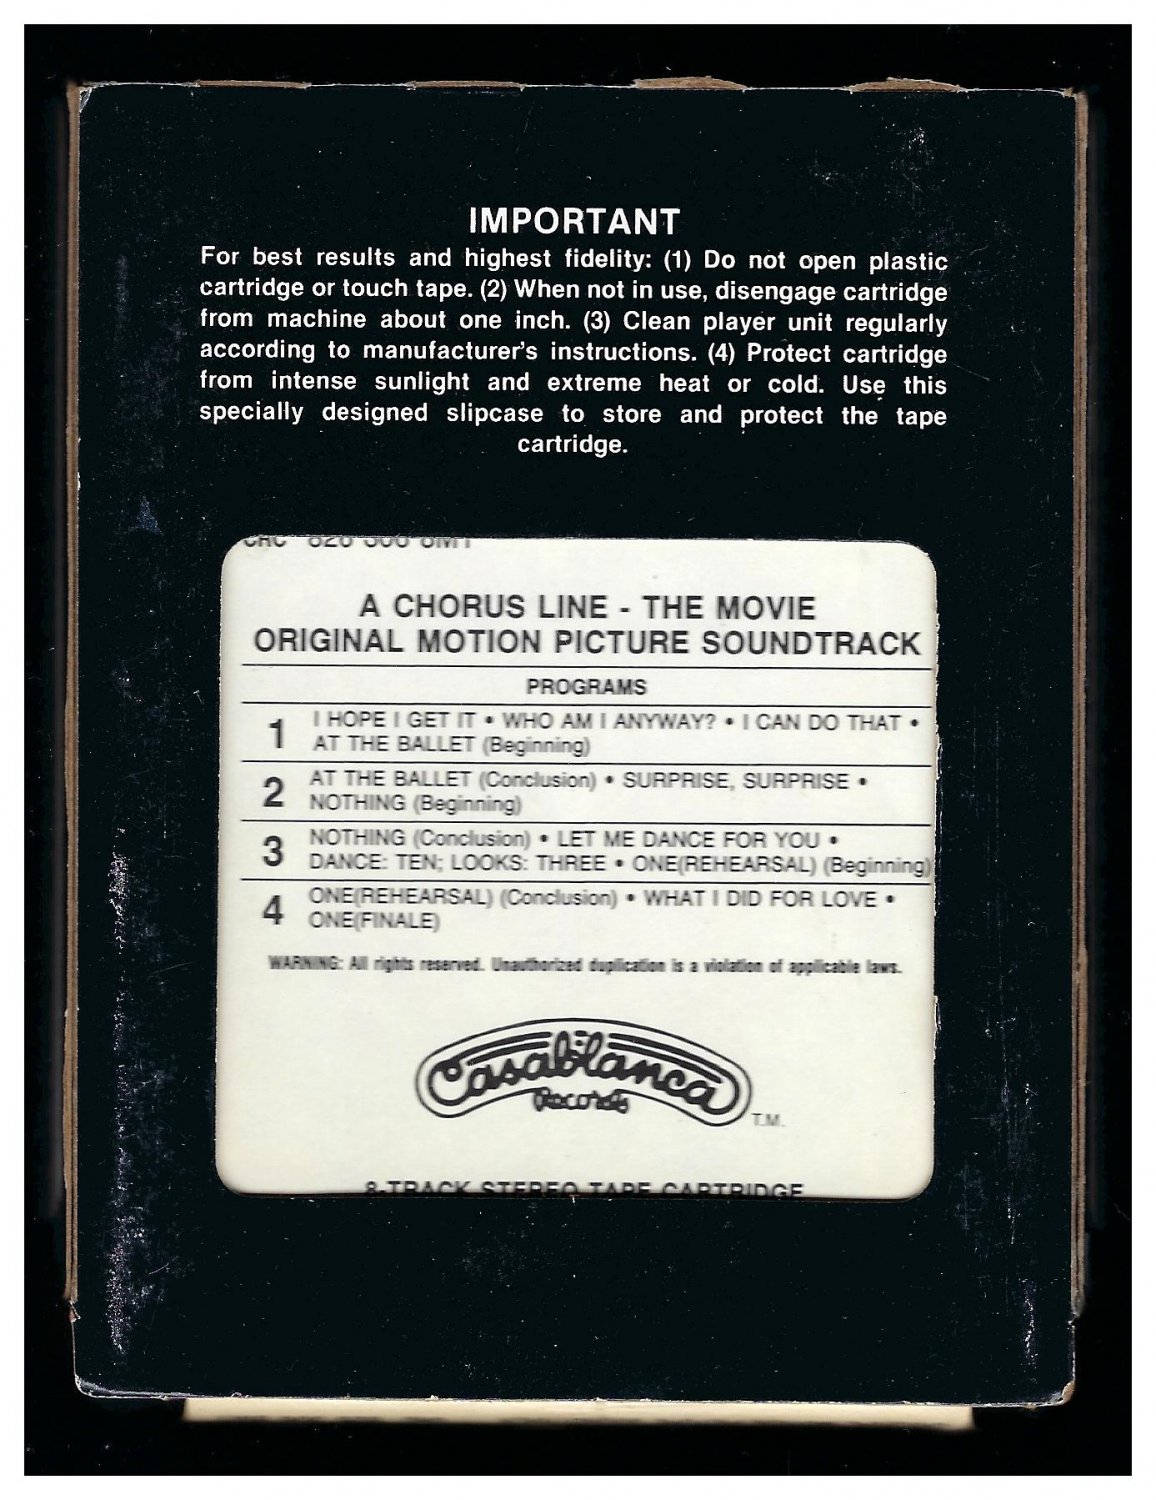 IMPORTANT
For best results and highest fidelity: (1) Do not open plastic
cartridge or touch tape. (2) When not in use, disengage cartridge
from machine about one inch. (3) Clean player unit regularly
according to manufacturer's instructions. (4) Protect cartridge
from intense sunlight and extreme heat or cold. Use this
specially designed slipcase to store and protect the tape
cartridge.
CRC
A CHORUS LINE - THE MOVIE
ORIGINAL MOTION PICTURE SOUNDTRACK
PROGRAMS
1 I HOPE I GET IT • WHO AM I ANYWAY? • I CAN DO THAT •
AT THE BALLET (Beginning)
2 AT THE BALLET (Conclusion) • SURPRISE, SURPRISE •
NOTHING (Beginning)
3 NOTHING (Conclusion) • LET ME DANCE FOR YOU •
DANCE: TEN; LOOKS: THREE • ONE(REHEARSAL) (Beginning)
4 ONE(REHEARSAL) (Conclusion) • WHAT I DID FOR LOVE •
ONE(FINALE)
WARNING: All rights reserved. Unauthorized duplication is a violation of applicable laws.
Casablanca
Records
T.M.
8-TRACK STEREO TAPE CARTRIDGE